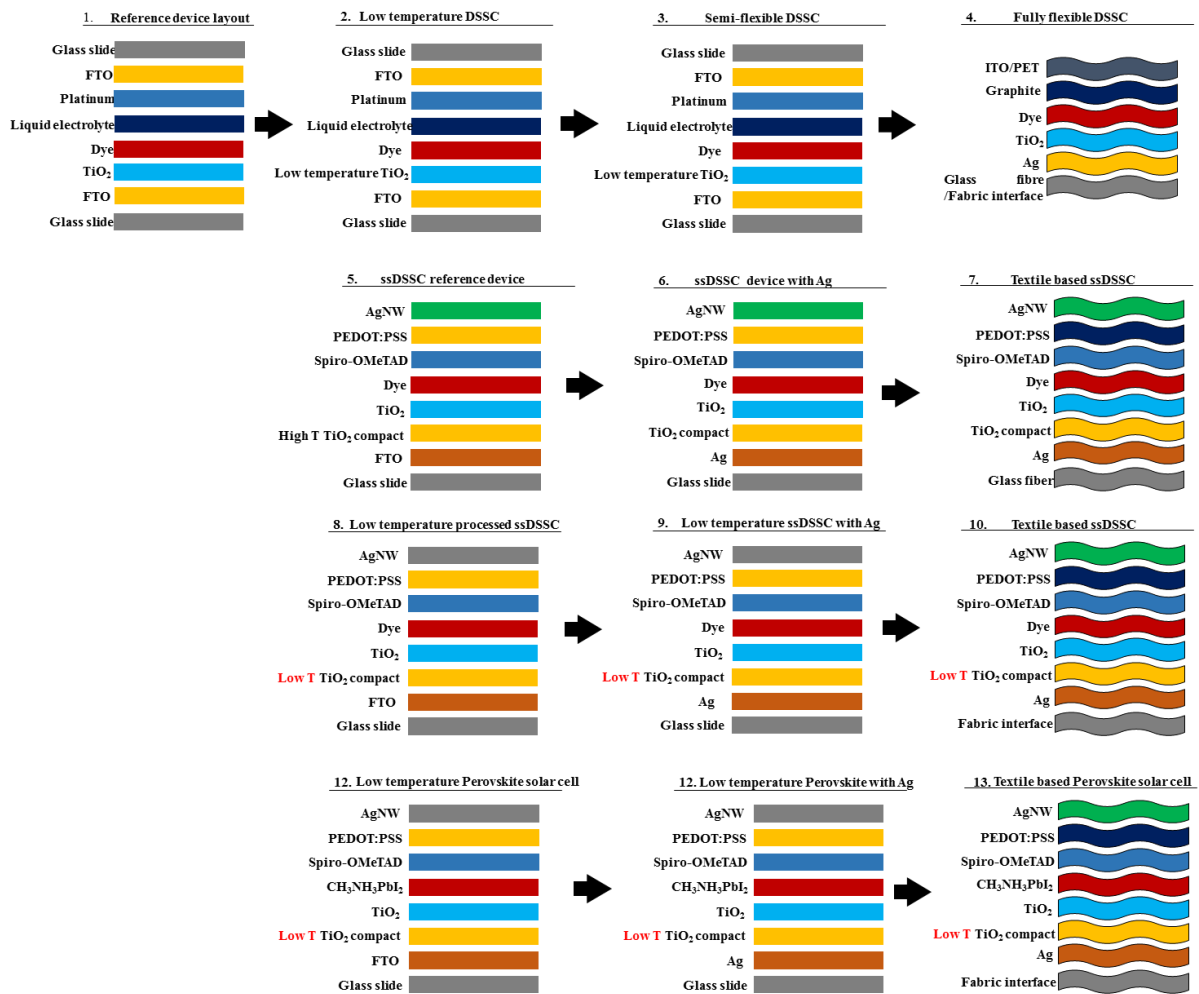 1. Reference device layout
Glass slide
FTO
Platinum
Liquid electrolyte
Dye
TiO₂
FTO
Glass slide
2. Low temperature DSSC
Glass slide
FTO
Platinum
Liquid electrolyte
Dye
Low temperature TiO₂
FTO
Glass slide
3. Semi-flexible DSSC
Glass slide
FTO
Platinum
Liquid electrolyte
Dye
Low temperature TiO₂
FTO
Glass slide
4. Fully flexible DSSC
ITO/PET
Graphite
Dye
TiO₂
Ag
Glass fibre
/Fabric interface
5. ssDSSC reference device
AgNW
PEDOT:PSS
Spiro-OMeTAD
Dye
TiO₂
High T TiO₂ compact
FTO
Glass slide
6. ssDSSC device with Ag
AgNW
PEDOT:PSS
Spiro-OMeTAD
Dye
TiO₂
TiO₂ compact
Ag
Glass slide
7. Textile based ssDSSC
AgNW
PEDOT:PSS
Spiro-OMeTAD
Dye
TiO₂
TiO₂ compact
Ag
Glass fiber
8. Low temperature processed ssDSSC
AgNW
PEDOT:PSS
Spiro-OMeTAD
Dye
TiO₂
Low T TiO₂ compact
FTO
Glass slide
9. Low temperature ssDSSC with Ag
AgNW
PEDOT:PSS
Spiro-OMeTAD
Dye
TiO₂
Low T TiO₂ compact
Ag
Glass slide
10. Textile based ssDSSC
AgNW
PEDOT:PSS
Spiro-OMeTAD
Dye
TiO₂
Low T TiO₂ compact
Ag
Fabric interface
12. Low temperature Perovskite solar cell
AgNW
PEDOT:PSS
Spiro-OMeTAD
CH₃NH₃PbI₂
TiO₂
Low T TiO₂ compact
FTO
Glass slide
12. Low temperature Perovskite with Ag
AgNW
PEDOT:PSS
Spiro-OMeTAD
CH₃NH₃PbI₂
TiO₂
Low T TiO₂ compact
Ag
Glass slide
13. Textile based Perovskite solar cell
AgNW
PEDOT:PSS
Spiro-OMeTAD
CH₃NH₃PbI₂
TiO₂
Low T TiO₂ compact
Ag
Fabric interface